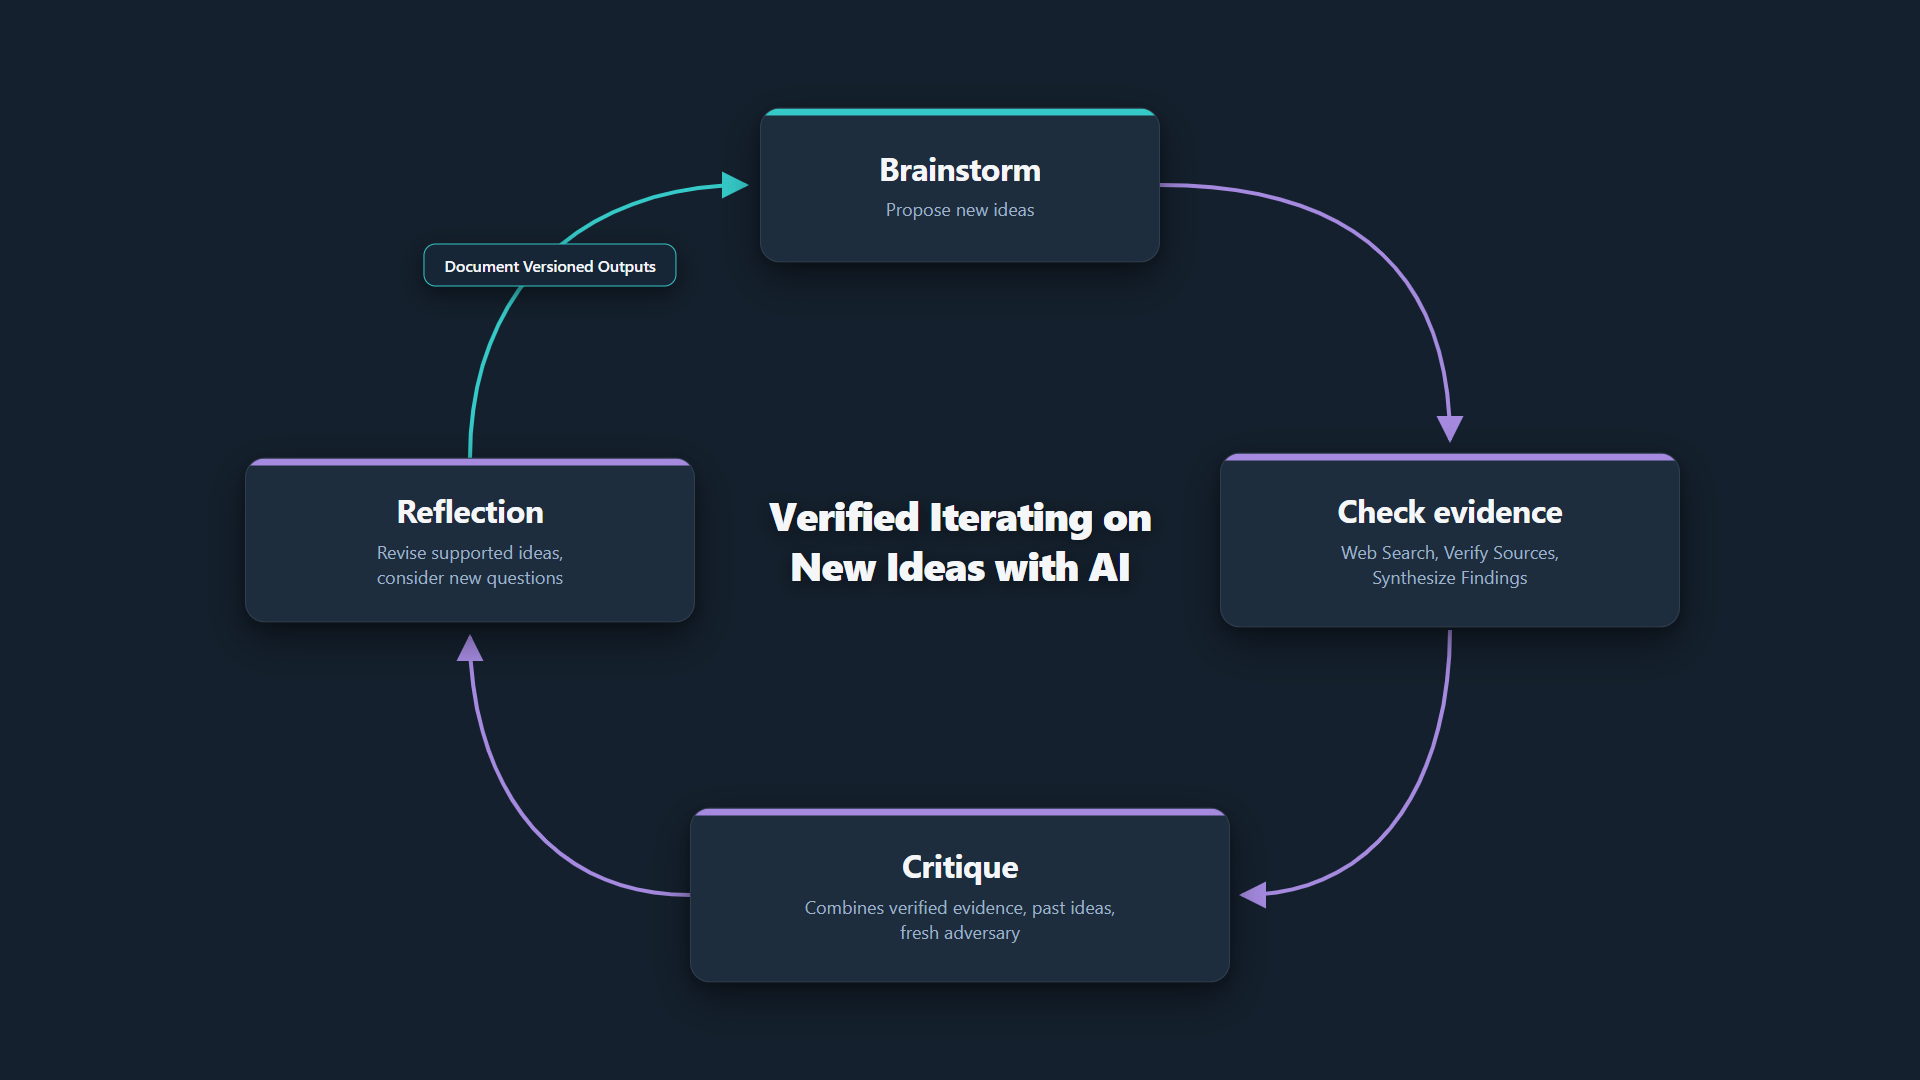 Brainstorm
Propose new ideas
Document Versioned Outputs
Reflection
Revise supported ideas,
consider new questions
Verified Iterating on
New Ideas with AI
Check evidence
Web Search, Verify Sources,
Synthesize Findings
Critique
Combines verified evidence, past ideas,
fresh adversary